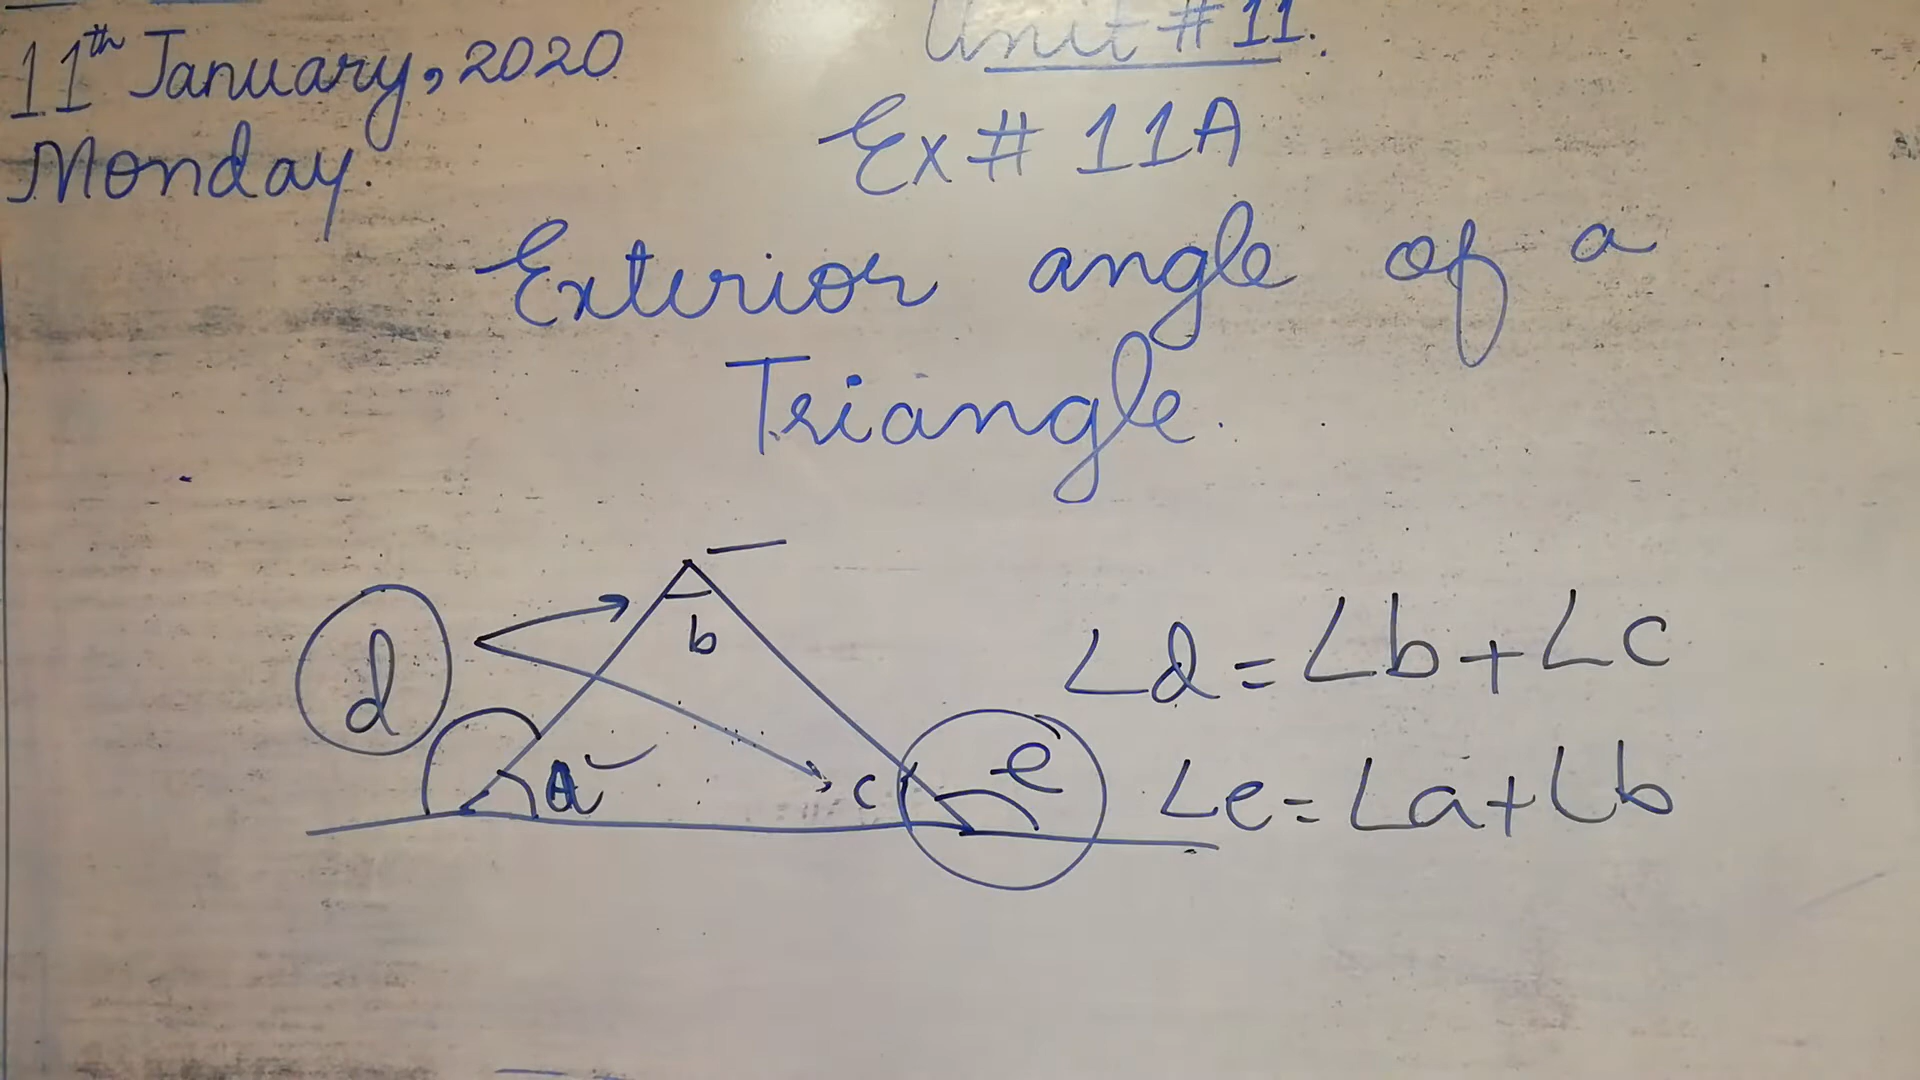 11th January, 2020
Monday.
Unit # 11.
Ex # 11A
Exterior angle of a
Triangle.
d
b
a
c
e
∠d = ∠b + ∠c
∠e = ∠a + ∠b